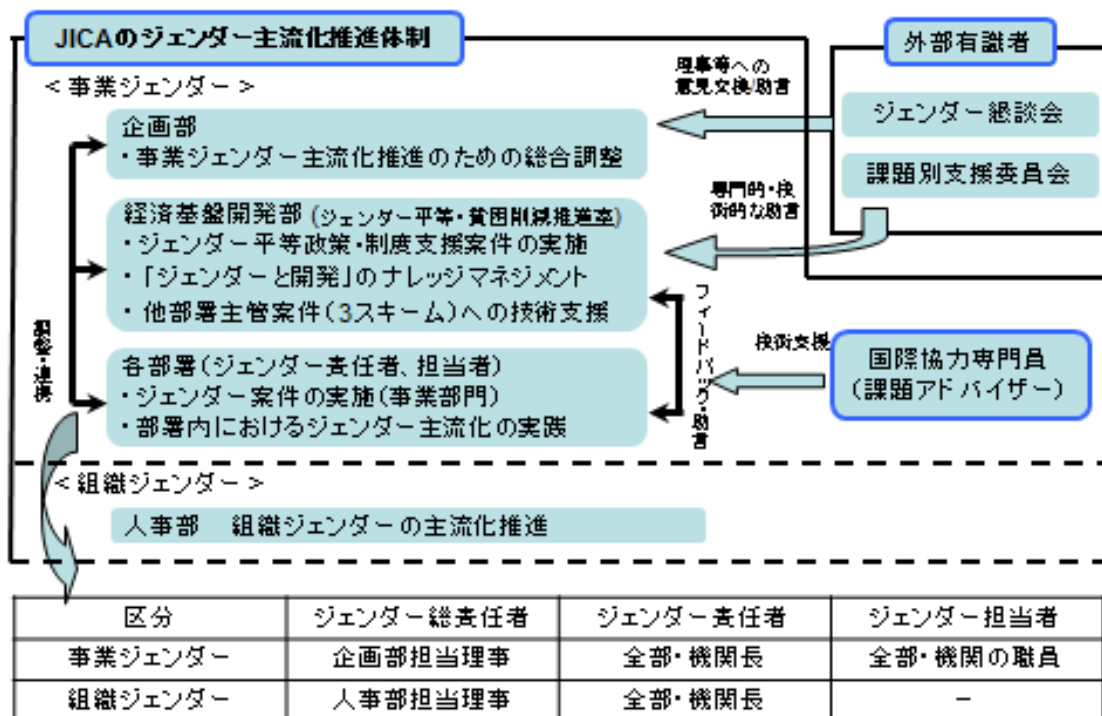 JICAのジェンダー主流化推進体制
外部有識者
<事業ジェンダー>
理事等への
意見交換/助言
企画部
・事業ジェンダー主流化推進のための総合調整
ジェンダー懇談会
課題別支援委員会
専門的・技
術的な助言
経済基盤開発部(ジェンダー平等・貧困削減推進室)
・ジェンダー平等政策・制度支援案件の実施
・「ジェンダーと開発」のナレッジマネジメント
・他部署主管案件(3スキーム)への技術支援
調整・連携
フィードバック・助言
技術支援
国際協力専門員
(課題アドバイザー)
各部署(ジェンダー責任者、担当者)
・ジェンダー案件の実施(事業部門)
・部署内におけるジェンダー主流化の実践
<組織ジェンダー>
人事部 組織ジェンダーの主流化推進
区分 ジェンダー総責任者 ジェンダー責任者 ジェンダー担当者
事業ジェンダー 企画部担当理事 全部・機関長 全部・機関の職員
組織ジェンダー 人事部担当理事 全部・機関長 －